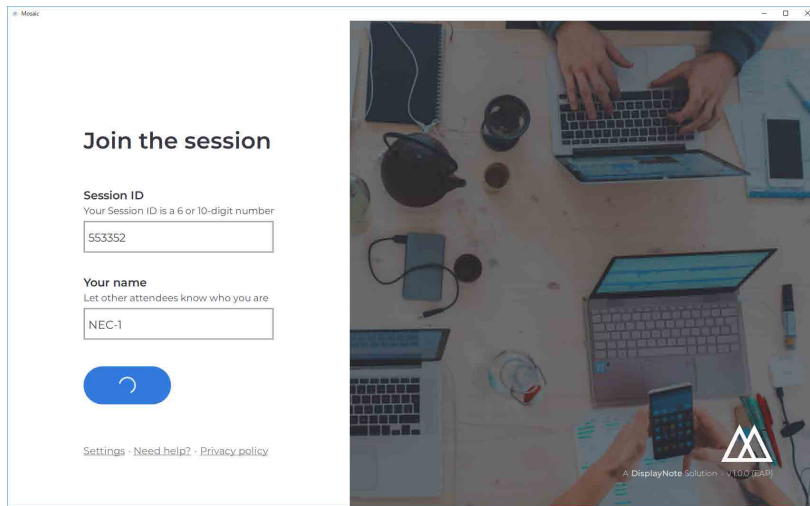 Mosaic
Join the session
Session ID
Your Session ID is a 6 or 10-digit number
553352
Your name
Let other attendees know who you are
NEC-1
Settings · Need help? · Privacy policy
A DisplayNote Solution - v1.0.0 (EAP)